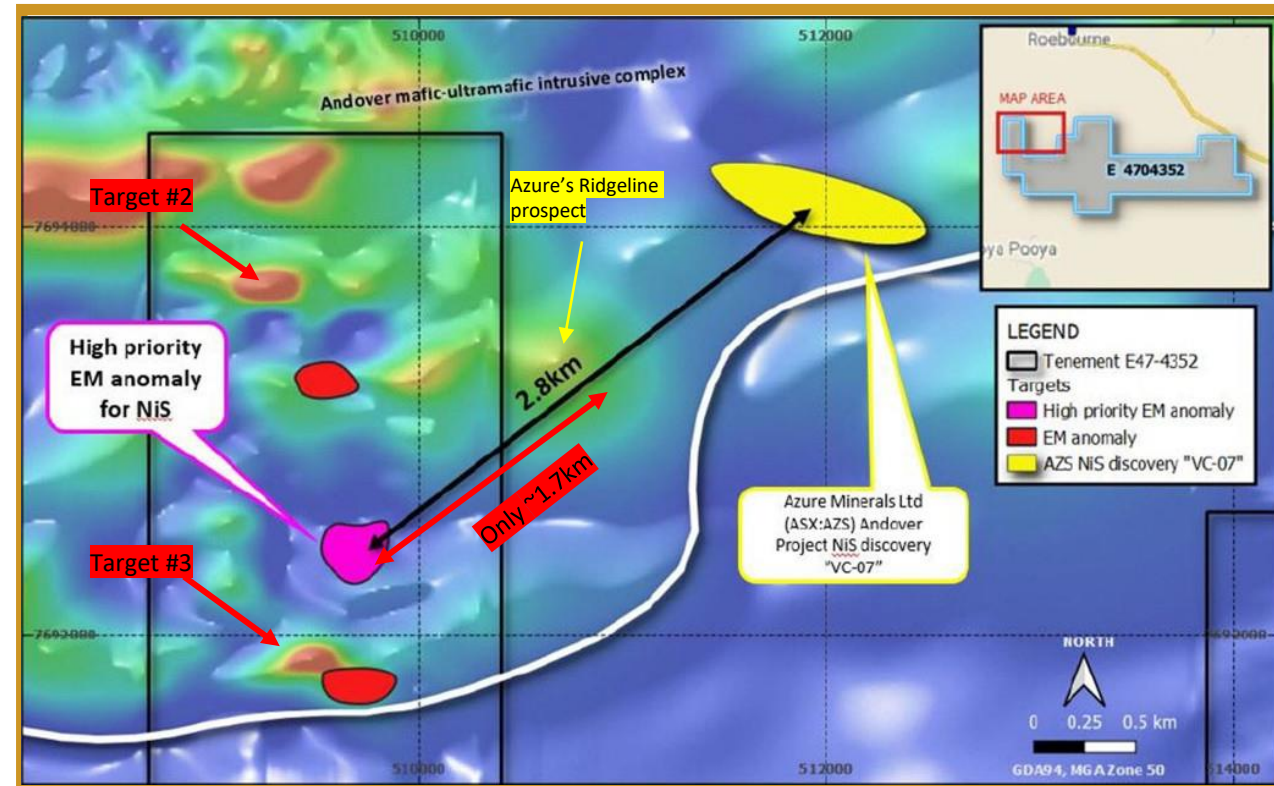 510000
512000
Andover mafic-ultramafic intrusive complex
Roebourne
MAP AREA
E 4704352
ya Pooya
Target #2
Azure's Ridgeline
prospect
7694000
High priority
EM anomaly
for NiS
2.8km
Only ~1.7km
LEGEND
Tenement E47-4352
Targets
High priority EM anomaly
EM anomaly
AZS NiS discovery "VC-07"
Azure Minerals Ltd
(ASX:AZS) Andover
Project NiS discovery
"VC-07"
Target #3
7692000
7692000
NORTH
0 0.25 0.5 km
GDA94, MGA Zone 50
510000
512000
514000